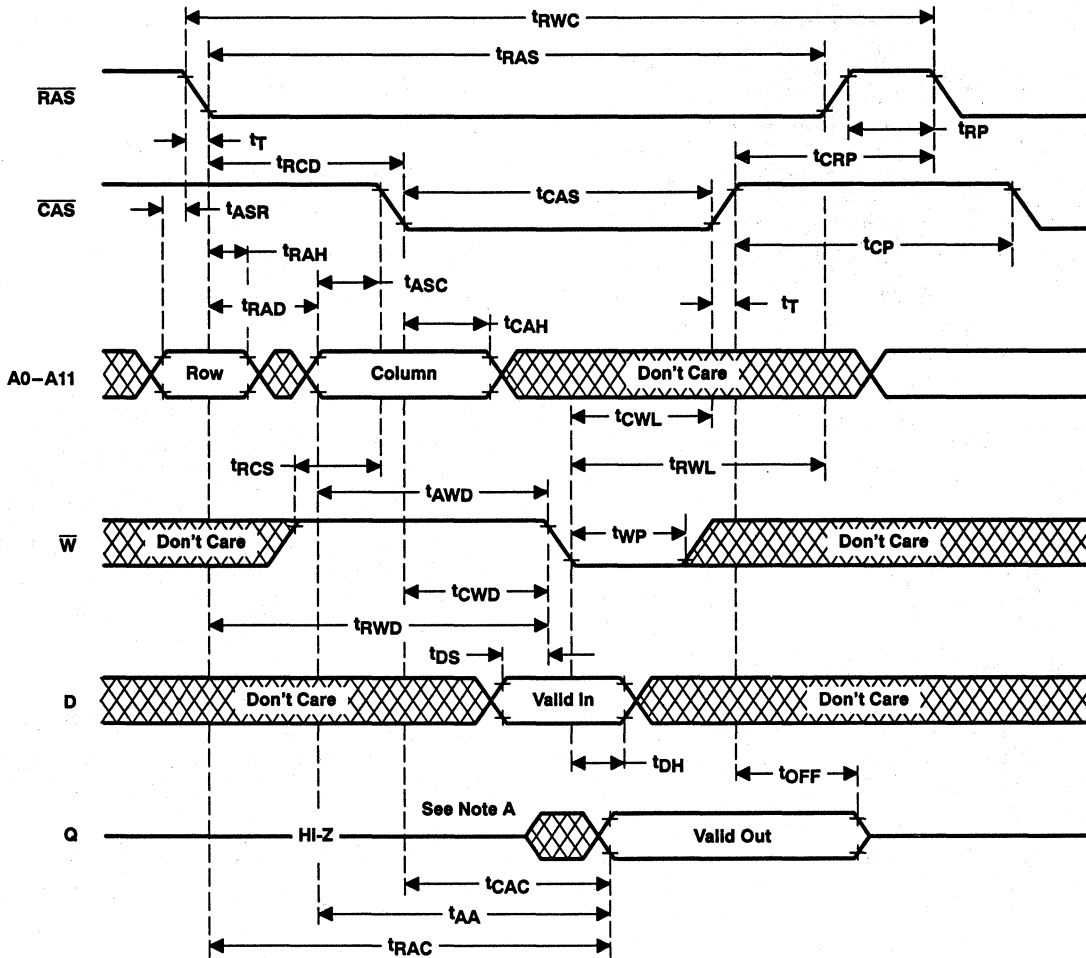 tRWC
tRAS
RAS
tT
tRP
tRCD
tCRP
CAS
tASR
tCAS
tRAH
tCP
tASC
tRAD
tT
tCAH
A0–A11
Row
Column
Don't Care
tCWL
tRCS
tRWL
tAWD
W
Don't Care
tWP
Don't Care
tCWD
tRWD
tDS
D
Don't Care
Valid In
Don't Care
tDH
tOFF
See Note A
Q
HI-Z
Valid Out
tCAC
tAA
tRAC